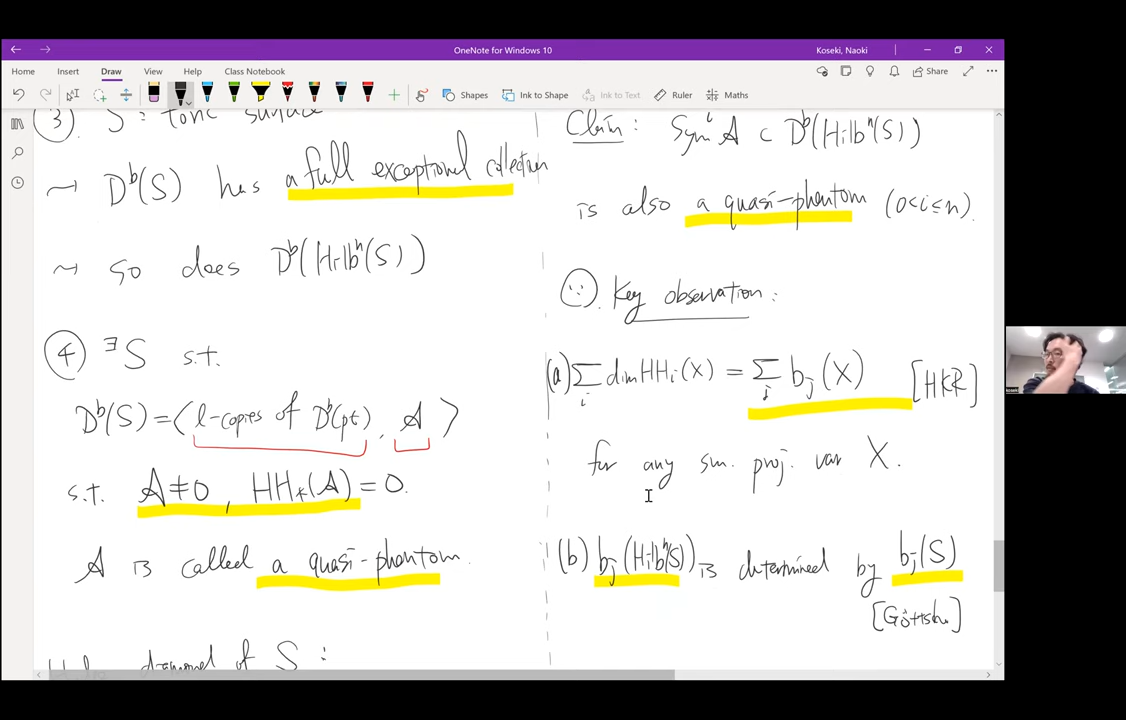 OneNote for Windows 10
Koseki, Naoki
Home Insert Draw View Help Class Notebook
Share
Shapes Ink to Shape Ink to Text Ruler Maths
③. S : toric surface
⇝ D^b(S) has a full exceptional collection
⇝ so does D^b(Hilb^n(S))
④ ∃S s.t.
D^b(S) = ⟨ l-copies of D^b(pt), A ⟩
s.t. A ≠ 0, HH_*(A) = 0.
A is called a quasi-phantom.
diamond of S :
Claim : Sym^i A ⊂ D^b(Hilb^n(S))
is also a quasi-phantom (0<i≤n).
∵. Key observation :
(a) Σ_i dim HH_i(X) = Σ_j b_j(X) [HKR]
for any sm. proj. var X.
(b) b_j(Hilb^n(S)) is determined by b_j(S)
[Göttsche]
koseki